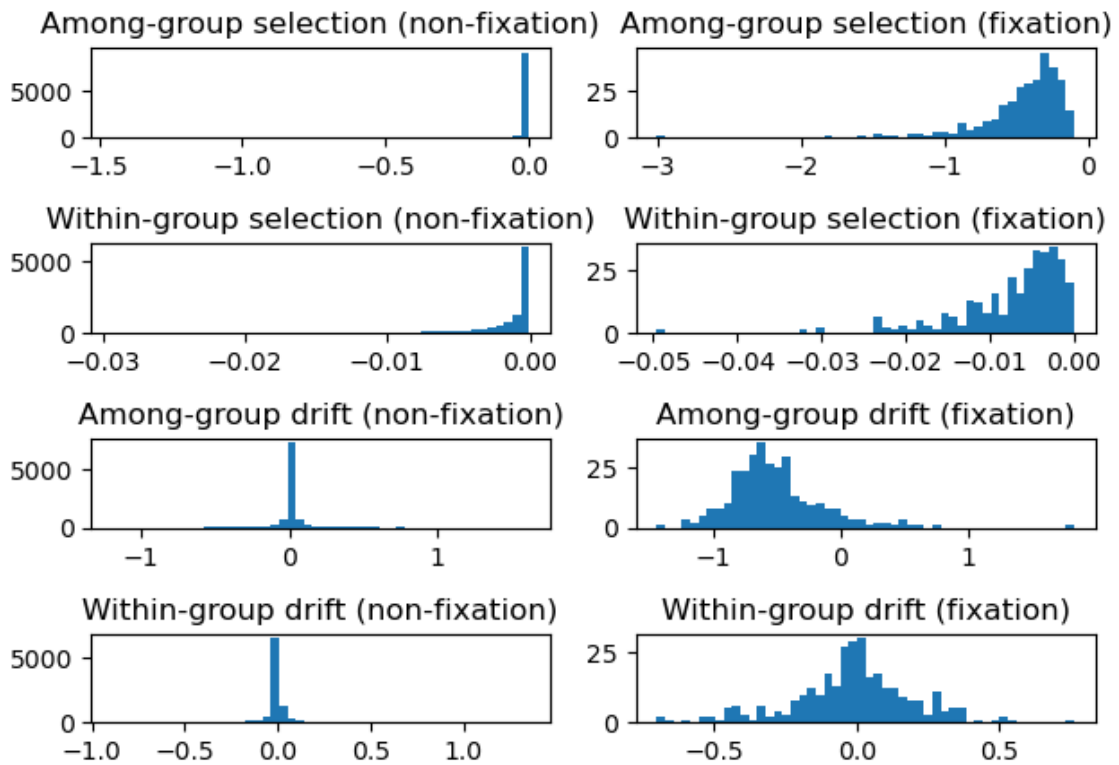 Among-group selection (non-fixation)
5000
0
−1.5 −1.0 −0.5 0.0
Among-group selection (fixation)
25
0
−3 −2 −1 0
Within-group selection (non-fixation)
5000
0
−0.03 −0.02 −0.01 0.00
Within-group selection (fixation)
25
0
−0.05 −0.04 −0.03 −0.02 −0.01 0.00
Among-group drift (non-fixation)
5000
0
−1 0 1
Among-group drift (fixation)
25
0
−1 0 1
Within-group drift (non-fixation)
5000
0
−1.0 −0.5 0.0 0.5 1.0
Within-group drift (fixation)
25
0
−0.5 0.0 0.5